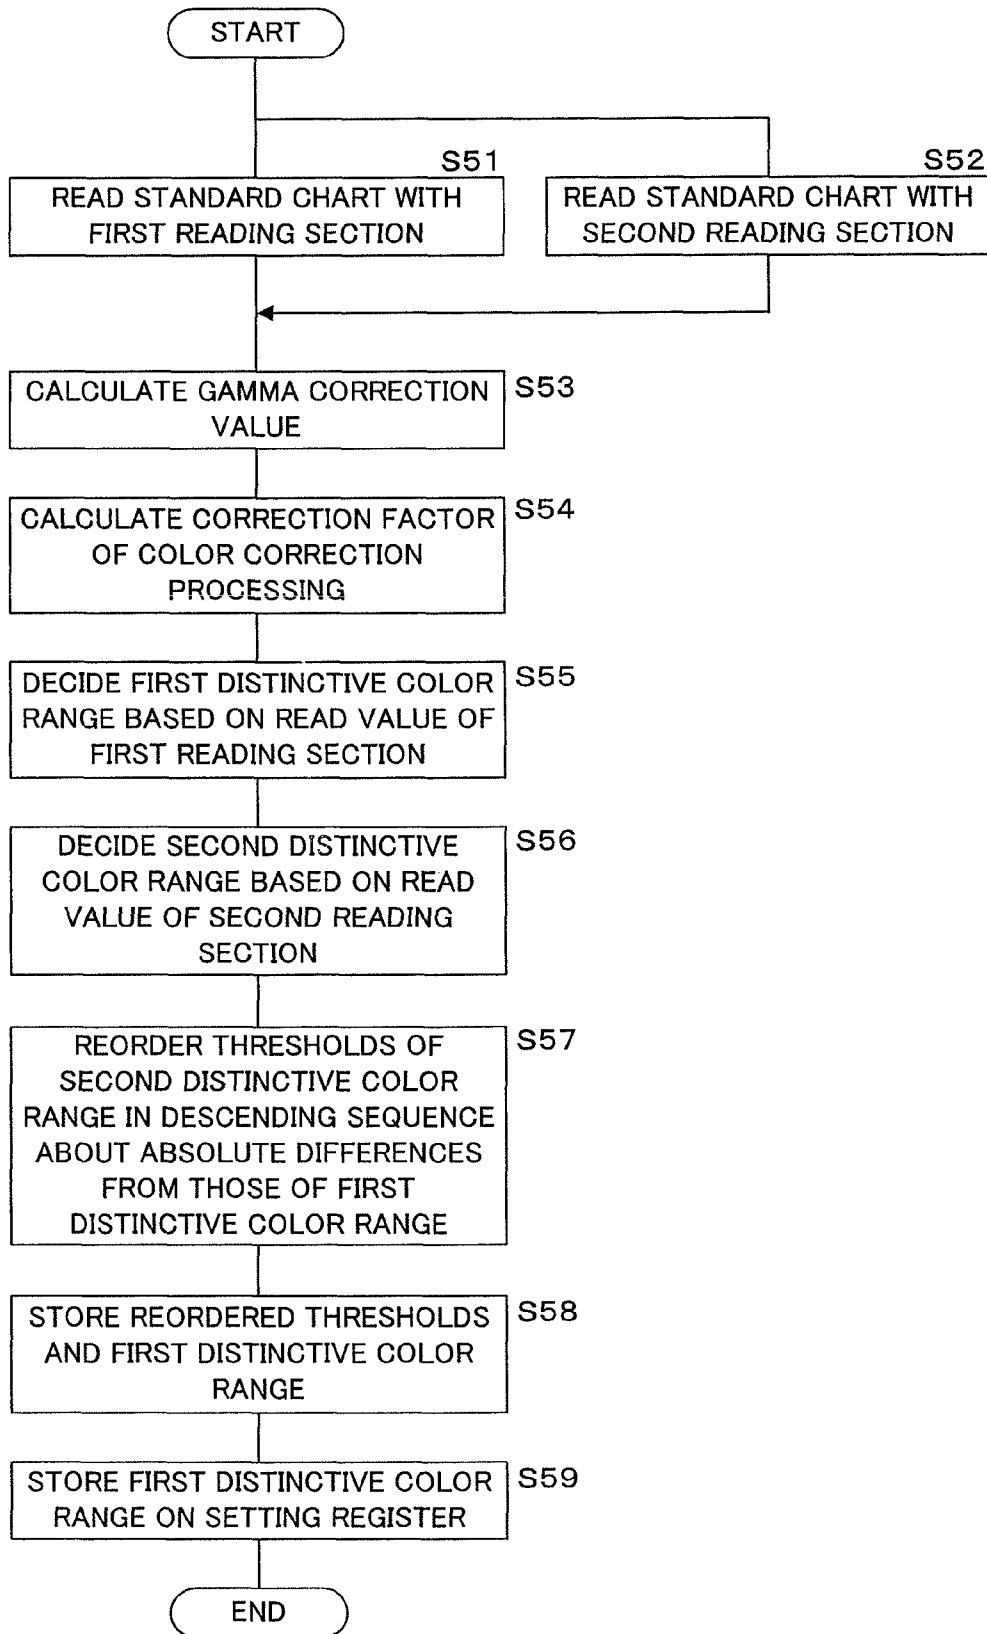 START
S51
READ STANDARD CHART WITH
FIRST READING SECTION
S52
READ STANDARD CHART WITH
SECOND READING SECTION
CALCULATE GAMMA CORRECTION
VALUE
S53
CALCULATE CORRECTION FACTOR
OF COLOR CORRECTION
PROCESSING
S54
DECIDE FIRST DISTINCTIVE COLOR
RANGE BASED ON READ VALUE OF
FIRST READING SECTION
S55
DECIDE SECOND DISTINCTIVE
COLOR RANGE BASED ON READ
VALUE OF SECOND READING
SECTION
S56
REORDER THRESHOLDS OF
SECOND DISTINCTIVE COLOR
RANGE IN DESCENDING SEQUENCE
ABOUT ABSOLUTE DIFFERENCES
FROM THOSE OF FIRST
DISTINCTIVE COLOR RANGE
S57
STORE REORDERED THRESHOLDS
AND FIRST DISTINCTIVE COLOR
RANGE
S58
STORE FIRST DISTINCTIVE COLOR
RANGE ON SETTING REGISTER
S59
END